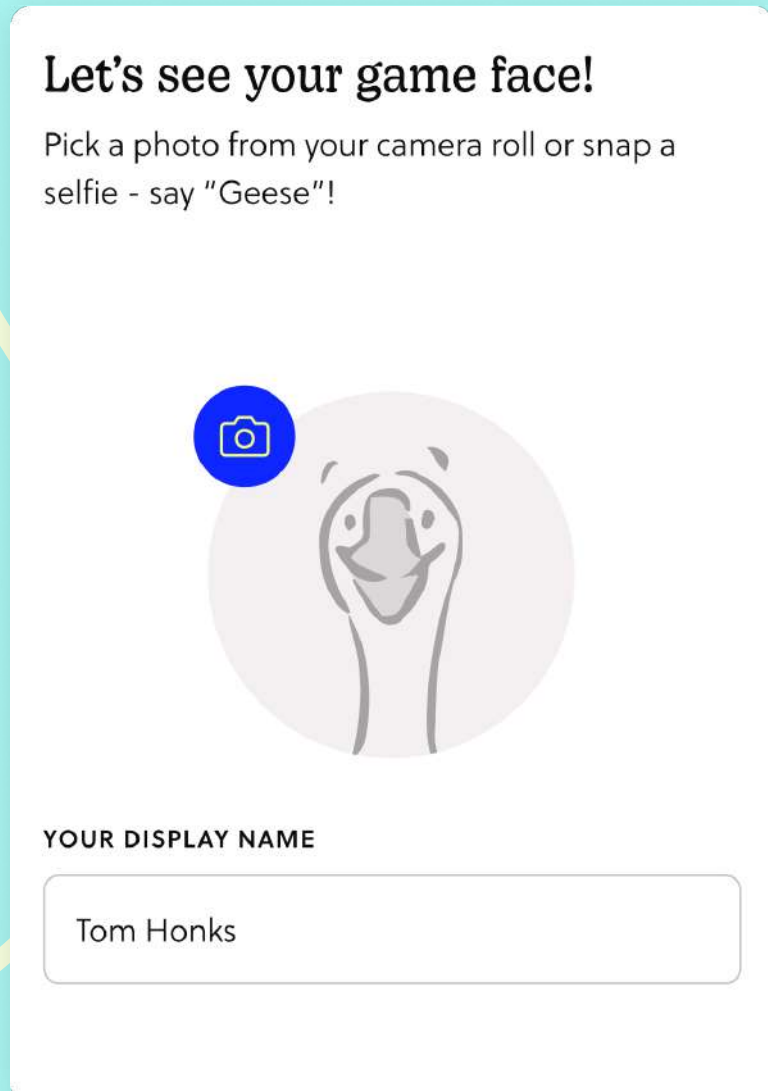 Let’s see your game face!
Pick a photo from your camera roll or snap a
selfie - say "Geese"!
YOUR DISPLAY NAME
Tom Honks